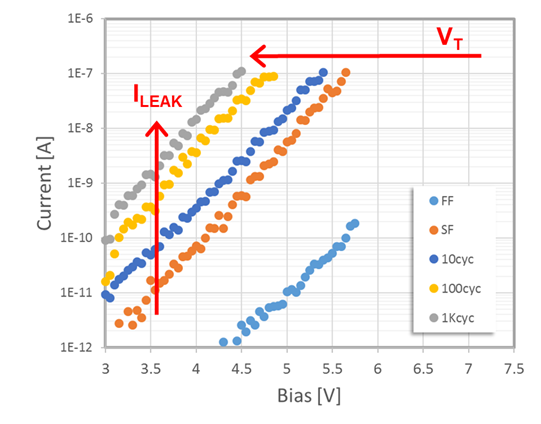 1E-6
V_T
1E-7
I_LEAK
1E-8
Current [A]
1E-9
FF
1E-10
SF
10cyc
100cyc
1E-11
1Kcyc
1E-12
3 3.5 4 4.5 5 5.5 6 6.5 7 7.5
Bias [V]